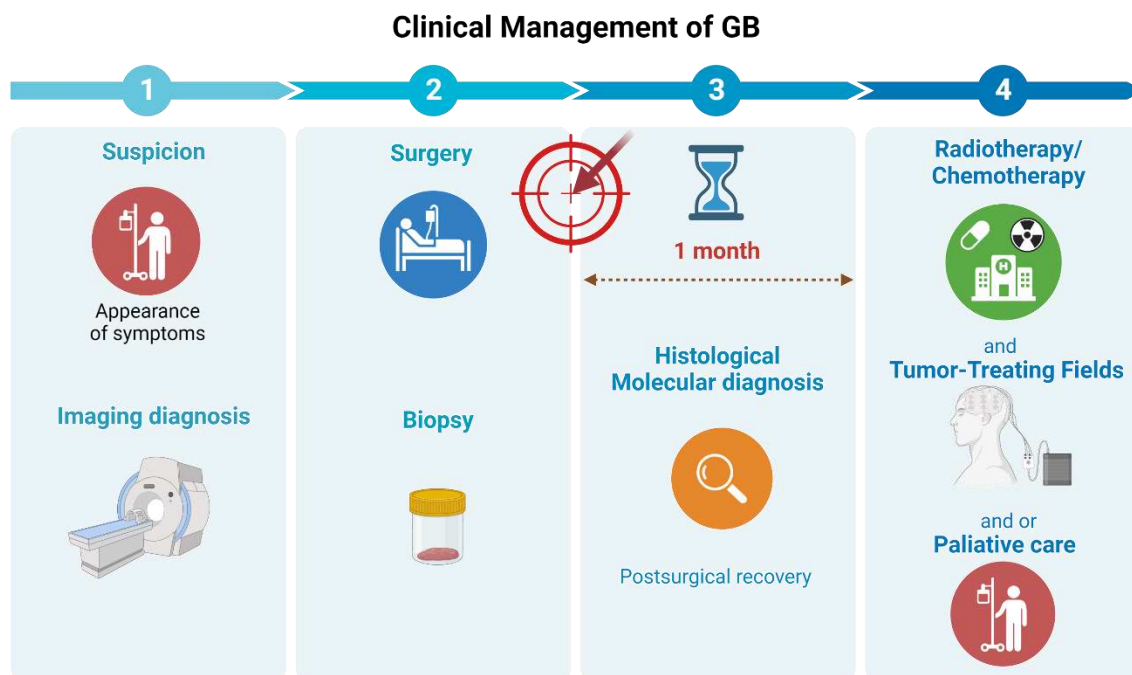 Clinical Management of GB
1
2
3
4
Suspicion
Appearance
of symptoms
Imaging diagnosis
Surgery
Biopsy
1 month
Histological
Molecular diagnosis
Postsurgical recovery
Radiotherapy/
Chemotherapy
H
and
Tumor-Treating Fields
and or
Paliative care